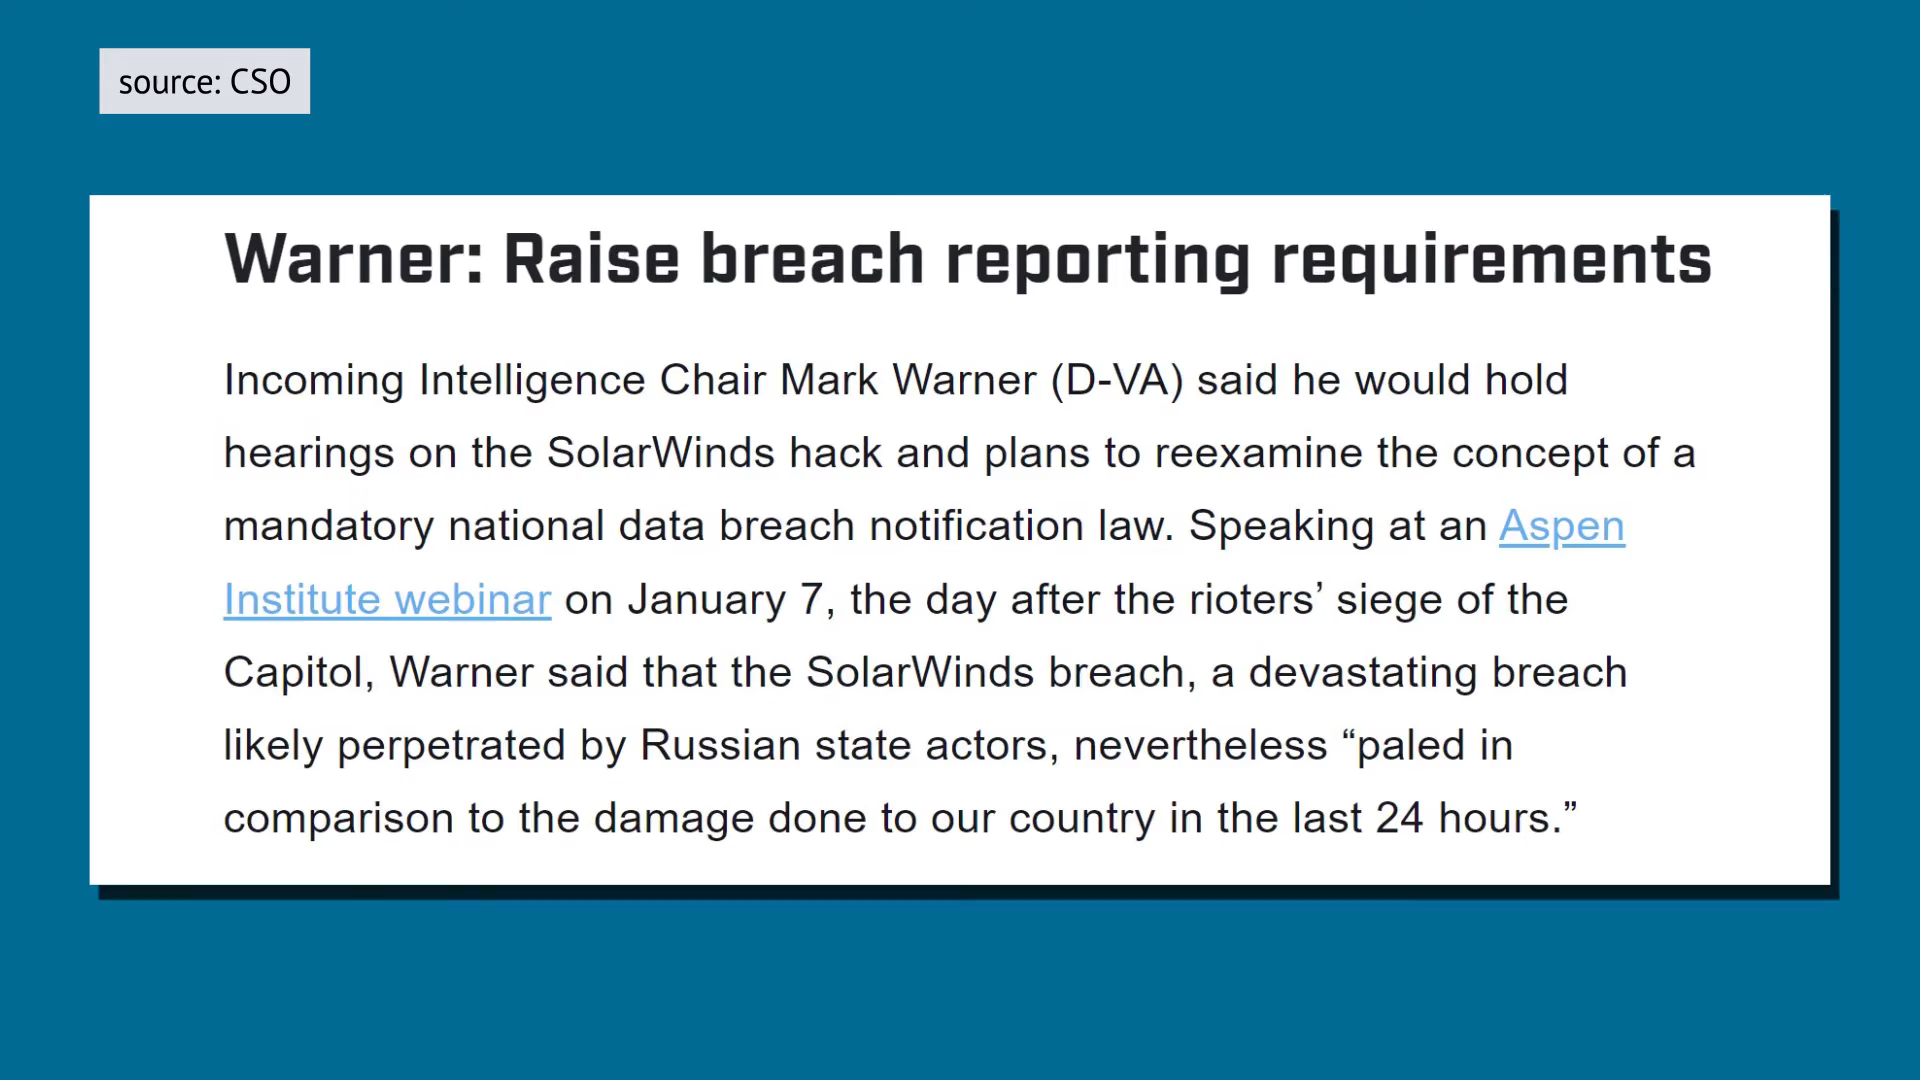 source: CSO
Warner: Raise breach reporting requirements
Incoming Intelligence Chair Mark Warner (D-VA) said he would hold
hearings on the SolarWinds hack and plans to reexamine the concept of a
mandatory national data breach notification law. Speaking at an Aspen
Institute webinar on January 7, the day after the rioters’ siege of the
Capitol, Warner said that the SolarWinds breach, a devastating breach
likely perpetrated by Russian state actors, nevertheless “paled in
comparison to the damage done to our country in the last 24 hours.”